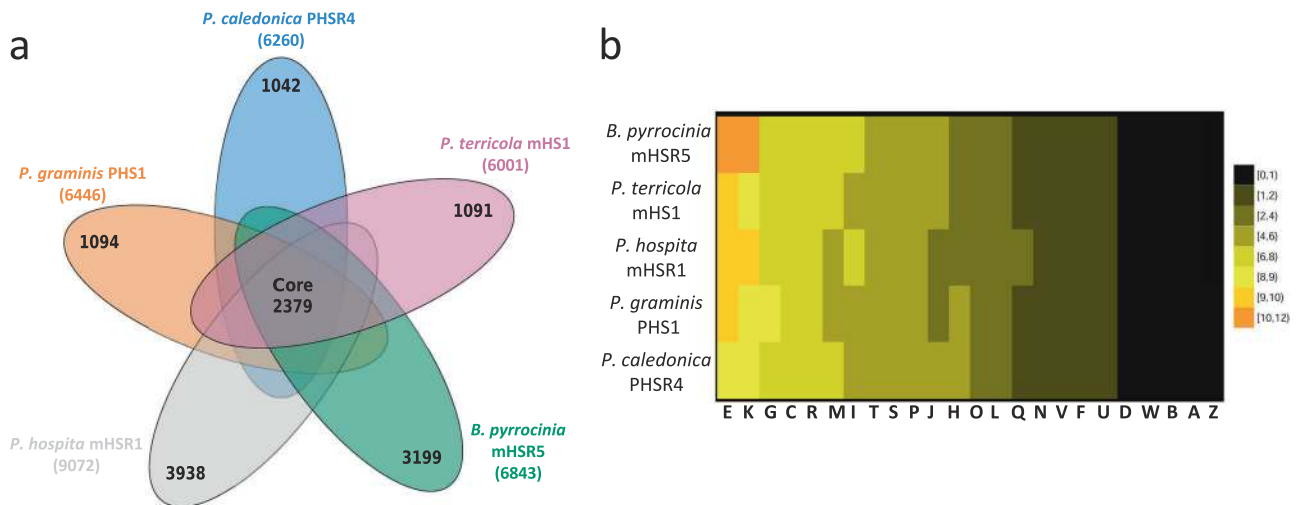 a
P. caledonica PHSR4
(6260)
1042
P. terricola mHS1
(6001)
1091
P. graminis PHS1
(6446)
1094
Core
2379
P. hospita mHSR1
(9072)
3938
B. pyrrocinia
mHSR5
(6843)
3199
b
B. pyrrocinia
mHSR5
P. terricola
mHS1
P. hospita
mHSR1
P. graminis
PHS1
P. caledonica
PHSR4
E K G C R M I T S P J H O L Q N V F U D W B A Z
[0,1)
[1,2)
[2,4)
[4,6)
[6,8)
[8,9)
[9,10)
[10,12)